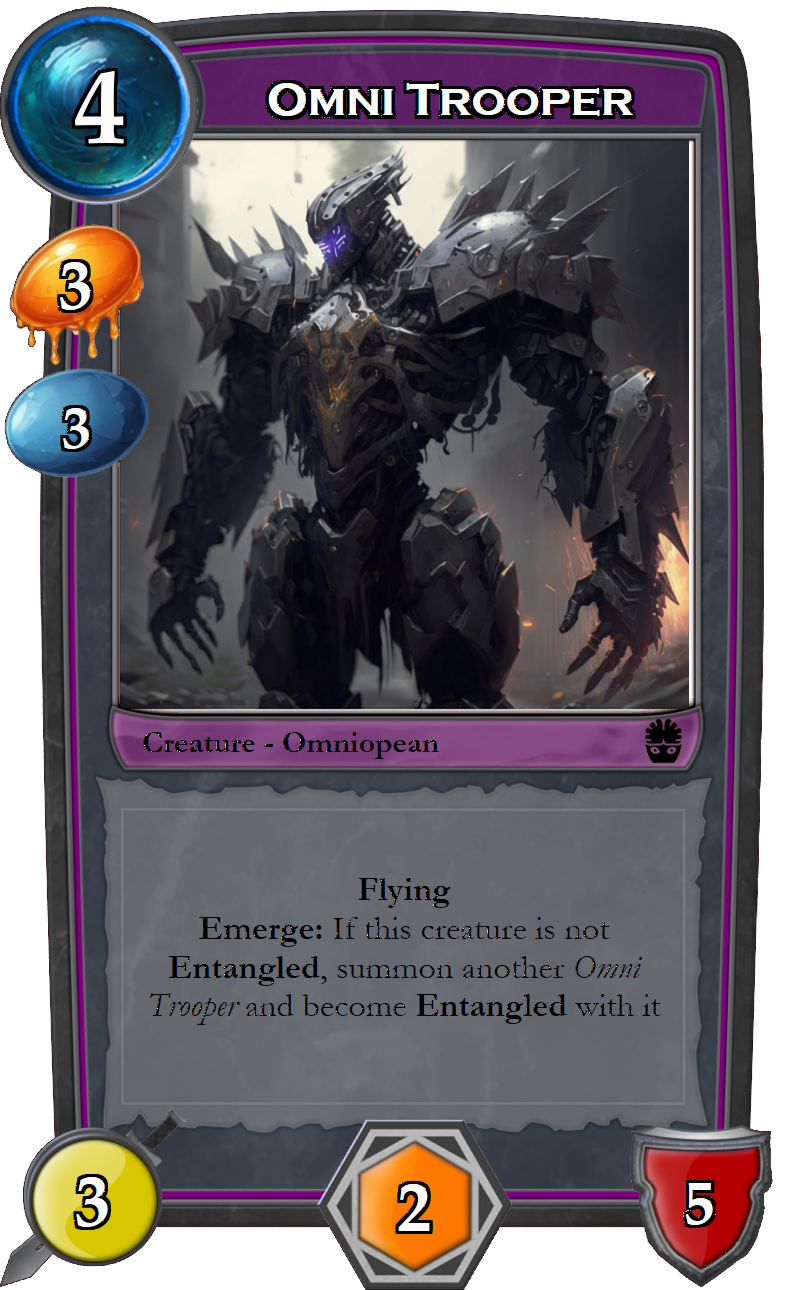 4
Omni Trooper
3
3
Creature - Omniopean
Flying
Emerge: If this creature is not
Entangled, summon another Omni
Trooper and become Entangled with it
3
2
5